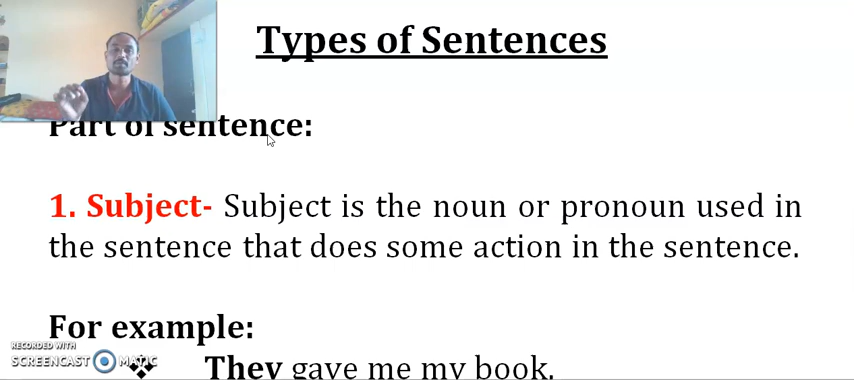 Types of Sentences
Part of sentence:
1. Subject- Subject is the noun or pronoun used in
the sentence that does some action in the sentence.
For example:
RECORDED WITH
SCREENCAST MATIC
They gave me my book.